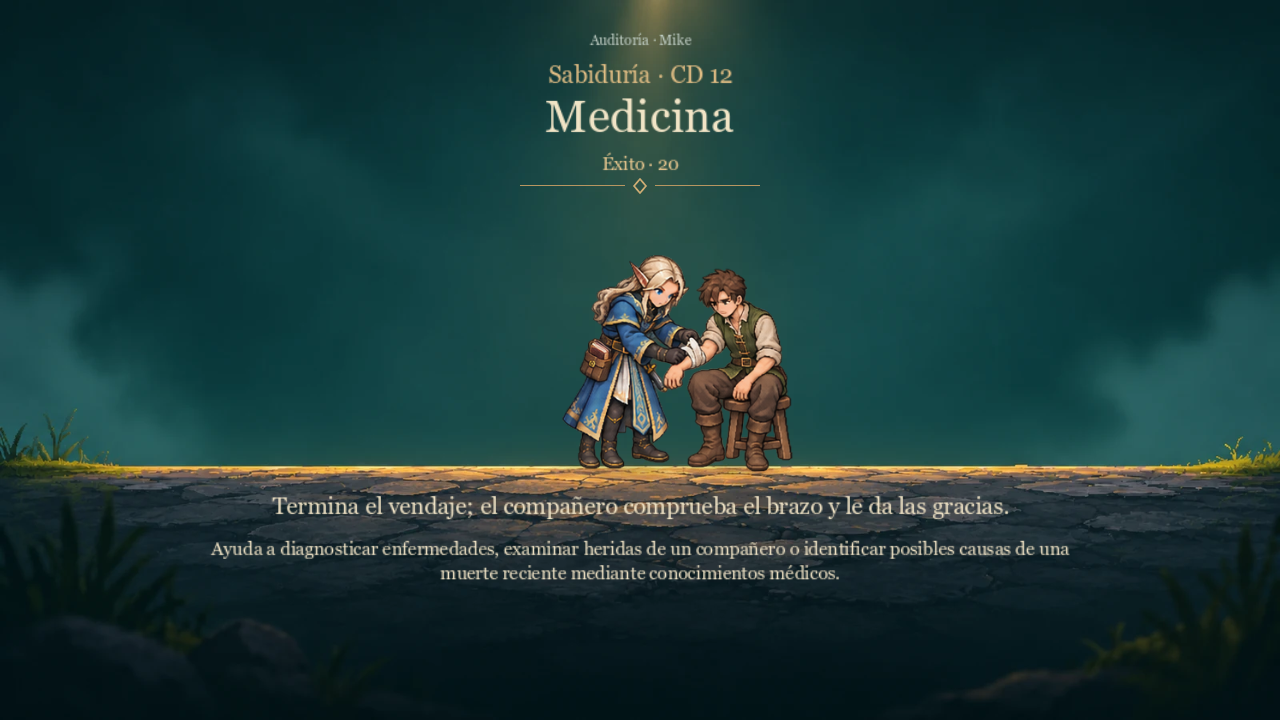 Auditoría · Mike
Sabiduría · CD 12
Medicina
Éxito · 20
Termina el vendaje; el compañero comprueba el brazo y le da las gracias.
Ayuda a diagnosticar enfermedades, examinar heridas de un compañero o identificar posibles causas de una
muerte reciente mediante conocimientos médicos.